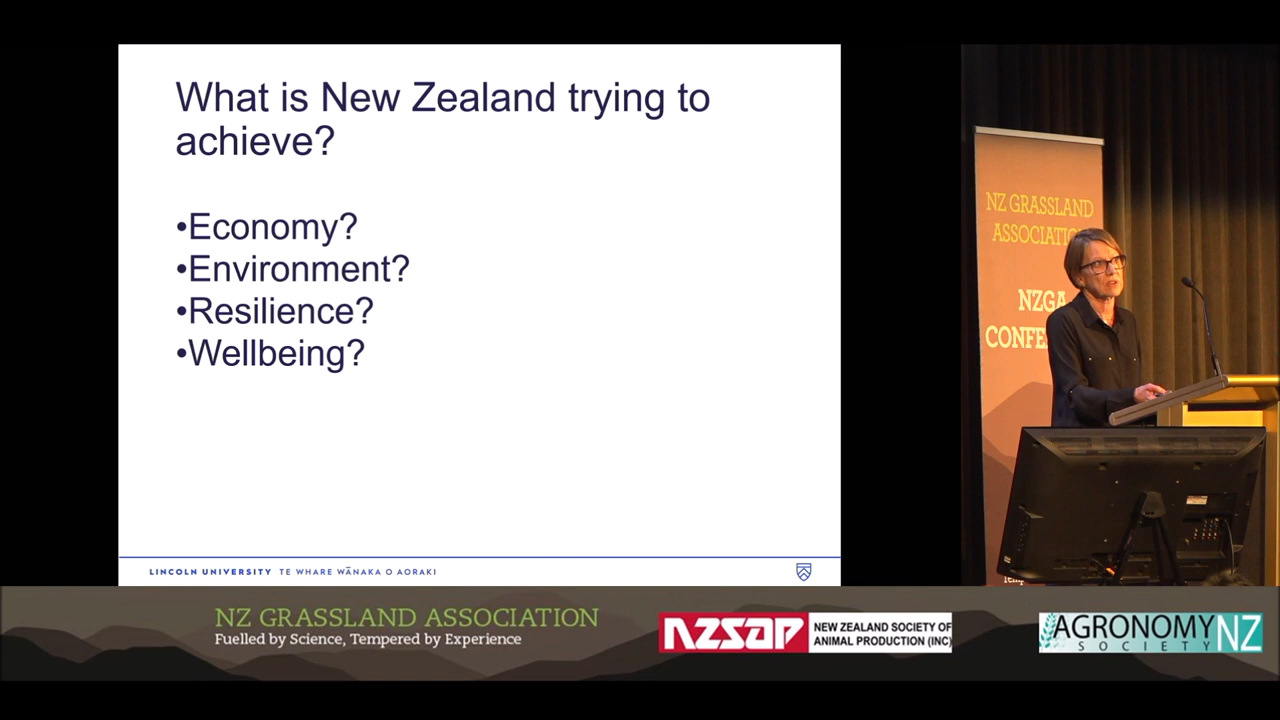 What is New Zealand trying to
achieve?
•Economy?
•Environment?
•Resilience?
•Wellbeing?
LINCOLN UNIVERSITY TE WHARE WĀNAKA O AORAKI
NZ GRASSLAND
ASSOCIATIO
NZGA
CONFE
NZ GRASSLAND ASSOCIATION
Fuelled by Science, Tempered by Experience
NZSAP
NEW ZEALAND SOCIETY OF
ANIMAL PRODUCTION (INC)
AGRONOMY NZ
SOCIETY